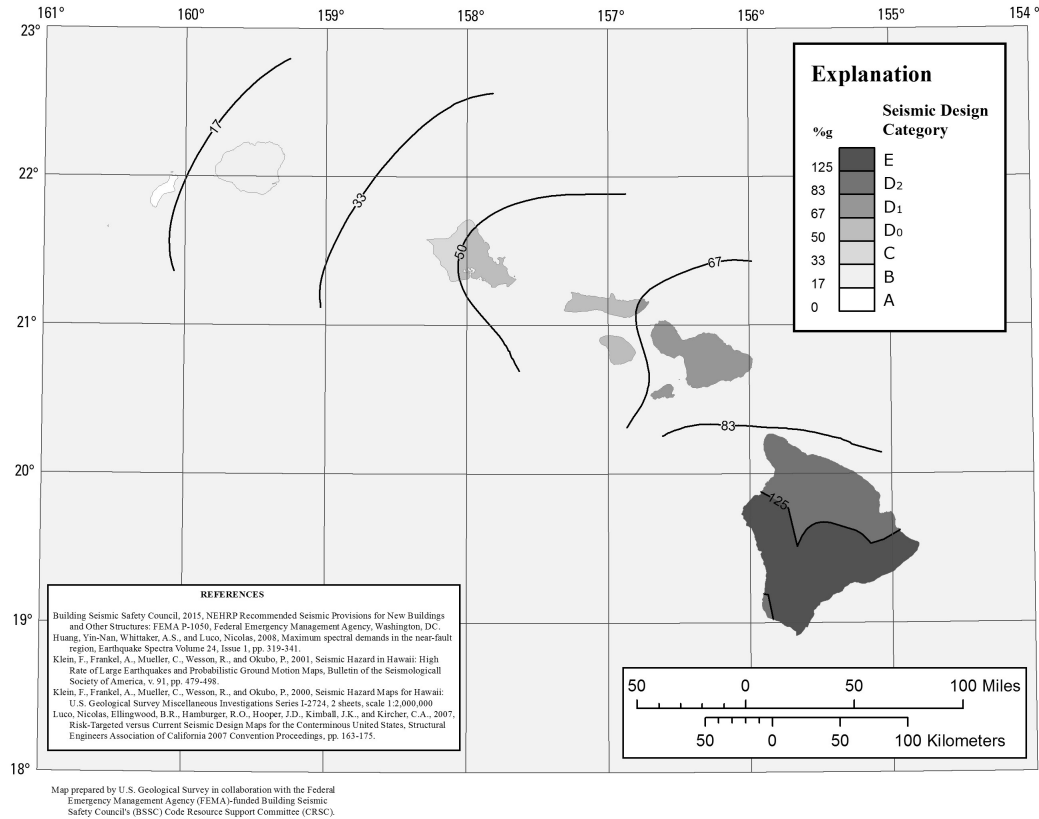 161° 160° 159° 158° 157° 156° 155° 154 °
23°
22°
21°
20°
19°
18°
17
33
50
67
83
125
Explanation
Seismic Design
Category
%g
E
125
D2
83
D1
67
D0
50
C
33
B
17
A
0
REFERENCES
Building Seismic Safety Council, 2015, NEHRP Recommended Seismic Provisions for New Buildings
and Other Structures: FEMA P-1050, Federal Emergency Management Agency, Washington, DC.
Huang, Yin-Nan, Whittaker, A.S., and Luco, Nicolas, 2008, Maximum spectral demands in the near-fault
region, Earthquake Spectra Volume 24, Issue 1, pp. 319-341.
Klein, F., Frankel, A., Mueller, C., Wesson, R., and Okubo, P., 2001, Seismic Hazard in Hawaii: High
Rate of Large Earthquakes and Probabilistic Ground Motion Maps, Bulletin of the Seismologicall
Society of America, v. 91, pp. 479-498.
Klein, F., Frankel, A., Mueller, C., Wesson, R., and Okubo, P., 2000, Seismic Hazard Maps for Hawaii:
U.S. Geological Survey Miscellaneous Investigations Series I-2724, 2 sheets, scale 1:2,000,000
Luco, Nicolas, Ellingwood, B.R., Hamburger, R.O., Hooper, J.D., Kimball, J.K., and Kircher, C.A., 2007,
Risk-Targeted versus Current Seismic Design Maps for the Conterminous United States, Structural
Engineers Association of California 2007 Convention Proceedings, pp. 163-175.
50 0 50 100 Miles
50 0 50 100 Kilometers
Map prepared by U.S. Geological Survey in collaboration with the Federal
Emergency Management Agency (FEMA)-funded Building Seismic
Safety Council's (BSSC) Code Resource Support Committee (CRSC).